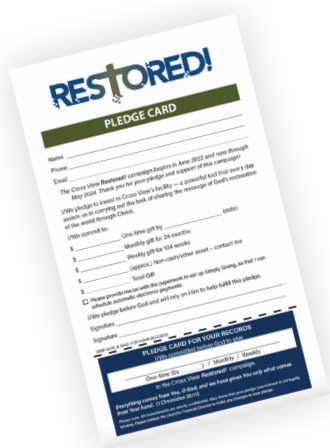 RESTORED!
PLEDGE CARD
Name
Phone
Email
The Cross View Restored! campaign begins in June 2022 and runs through
May 2024. Thank you for your pledge and support of this campaign!
I/We pledge to invest in Cross View's facility — a powerful tool that every day
assists us in carrying out the task of sharing the message of God's restoration
of the world through Christ.
I/We commit to:
$ One-time gift by (date)
$ Monthly gift for 24 months
$ Weekly gift for 104 weeks
$ (approx.) Non-cash/other asset – contact me
$ Total Gift
Please provide me/us with the paperwork to set up Simply Giving, so that I can
schedule automatic electronic payments.
I/We pledge before God and will rely on Him to help fulfill this pledge.
Signature
Signature
PLEDGE CARD FOR YOUR RECORDS
I/We committed before God to give
One-time (by ) / Monthly / Weekly
to the Cross View Restored! campaign.
Everything comes from You, O God, and we have given You only what comes
from Your hand. (I Chronicles 29:14)